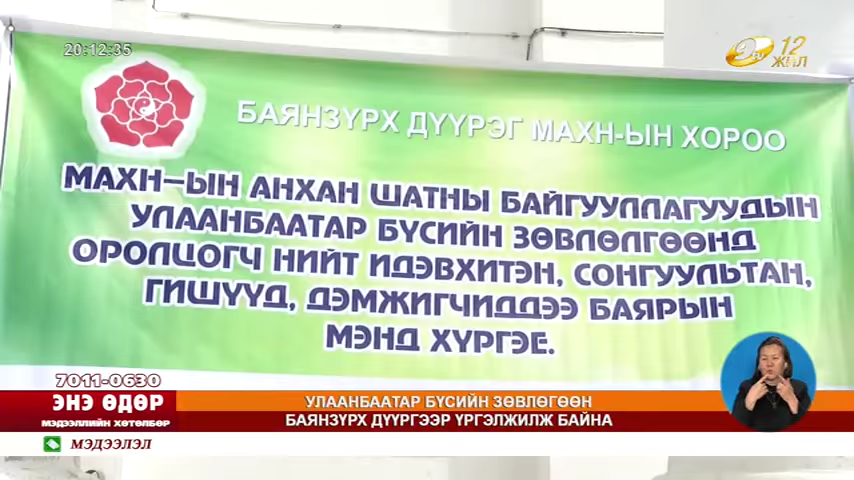 20:12:35
9 TV
12
ЖИЛ
БАЯНЗҮРХ ДҮҮРЭГ МАХН-ЫН ХОРОО
МАХН-ЫН АНХАН ШАТНЫ БАЙГУУЛЛАГУУДЫН
УЛААНБААТАР БҮСИЙН ЗӨВЛӨЛГӨӨНД
ОРОЛЦОГЧ НИЙТ ИДЭВХИТЭН, СОНГУУЛЬТАН,
ГИШҮҮД, ДЭМЖИГЧИДДЭЭ БАЯРЫН
МЭНД ХҮРГЭЕ.
7011-0630
ЭНЭ ӨДӨР
МЭДЭЭЛЛИЙН ХӨТӨЛБӨР
УЛААНБААТАР БҮСИЙН ЗӨВЛӨГӨӨН
БАЯНЗҮРХ ДҮҮРГЭЭР ҮРГЭЛЖИЛЖ БАЙНА
МЭДЭЭЛЭЛ